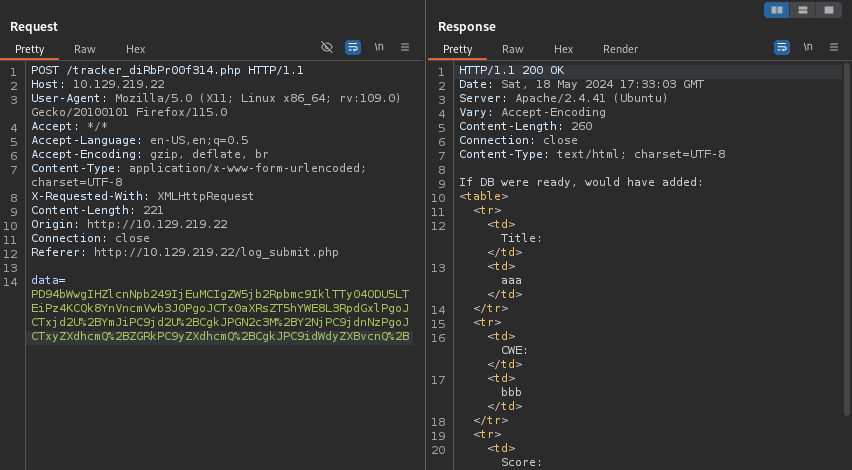 Request
Pretty Raw Hex \n
1 POST /tracker_diRbPr00f314.php HTTP/1.1
2 Host: 10.129.219.22
3 User-Agent: Mozilla/5.0 (X11; Linux x86_64; rv:109.0)
Gecko/20100101 Firefox/115.0
4 Accept: */*
5 Accept-Language: en-US,en;q=0.5
6 Accept-Encoding: gzip, deflate, br
7 Content-Type: application/x-www-form-urlencoded;
charset=UTF-8
8 X-Requested-With: XMLHttpRequest
9 Content-Length: 221
10 Origin: http://10.129.219.22
11 Connection: close
12 Referer: http://10.129.219.22/log_submit.php
13
14 data=
PD94bWwgIHZlcnNpb249IjEuMCIgZW5jb2Rpbmc9IklTTy04ODU5LT
EiPz4KCQk8YnVncmVwb3J0PgoJCTx0aXRsZT5hYWE8L3RpdGxlPgoJ
CTxjd2U%2BYmJiPC9jd2U%2BCgkJPGN2c3M%2BY2NjPC9jdnNzPgoJ
CTxyZXdhcmQ%2BZGRkPC9yZXdhcmQ%2BCgkJPC9idWdyZXBvcnQ%2B
Response
Pretty Raw Hex Render \n
1 HTTP/1.1 200 OK
2 Date: Sat, 18 May 2024 17:33:03 GMT
3 Server: Apache/2.4.41 (Ubuntu)
4 Vary: Accept-Encoding
5 Content-Length: 260
6 Connection: close
7 Content-Type: text/html; charset=UTF-8
8
9 If DB were ready, would have added:
10 <table>
11 <tr>
12 <td>
Title:
</td>
13 <td>
aaa
</td>
14 </tr>
15 <tr>
16 <td>
CWE:
</td>
17 <td>
bbb
</td>
18 </tr>
19 <tr>
20 <td>
Score: